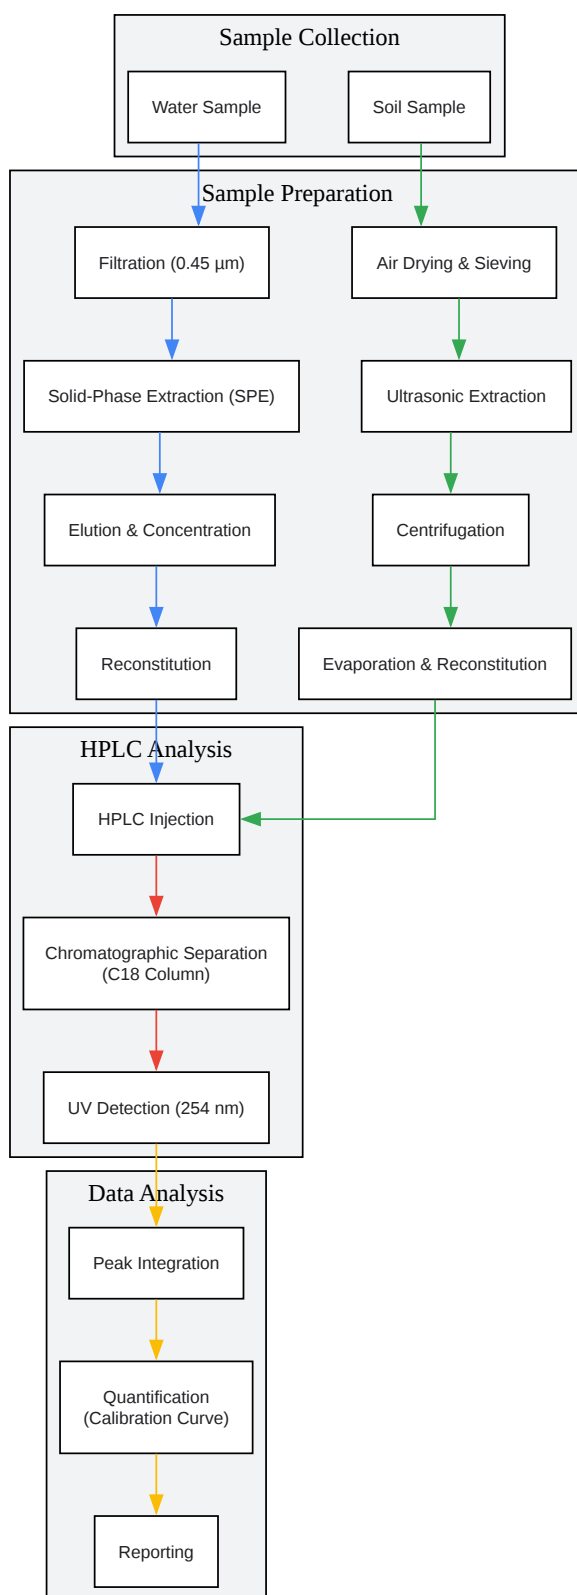 Sample Collection
Water Sample
Soil Sample
Sample Preparation
Filtration (0.45 µm)
Air Drying & Sieving
Solid-Phase Extraction (SPE)
Ultrasonic Extraction
Elution & Concentration
Centrifugation
Reconstitution
Evaporation & Reconstitution
HPLC Analysis
HPLC Injection
Chromatographic Separation
(C18 Column)
UV Detection (254 nm)
Data Analysis
Peak Integration
Quantification
(Calibration Curve)
Reporting